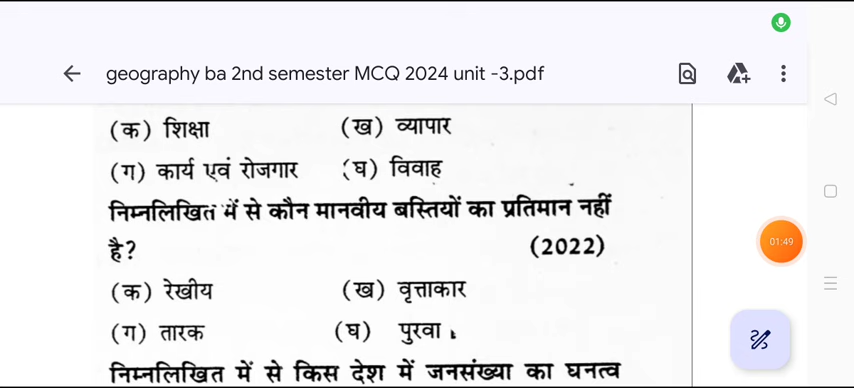 geography ba 2nd semester MCQ 2024 unit -3.pdf
(क) शिक्षा (ख) व्यापार
(ग) कार्य एवं रोजगार (घ) विवाह
निम्नलिखित में से कौन मानवीय बस्तियों का प्रतिमान नहीं
है? (2022)
01:49
(क) रेखीय (ख) वृत्ताकार
(ग) तारक (घ) पुरवा
निम्नलिखित में से किस देश में जनसंख्या का घनत्व